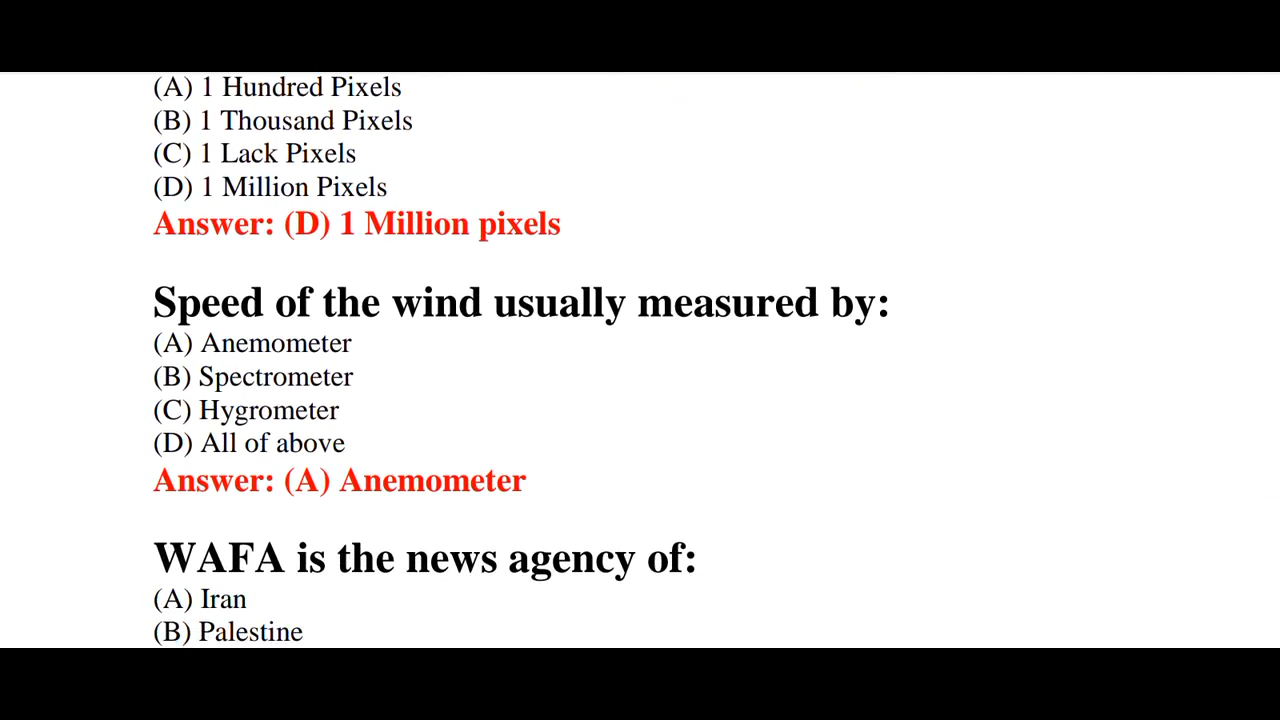 (A) 1 Hundred Pixels
(B) 1 Thousand Pixels
(C) 1 Lack Pixels
(D) 1 Million Pixels
Answer: (D) 1 Million pixels
Speed of the wind usually measured by:
(A) Anemometer
(B) Spectrometer
(C) Hygrometer
(D) All of above
Answer: (A) Anemometer
WAFA is the news agency of:
(A) Iran
(B) Palestine